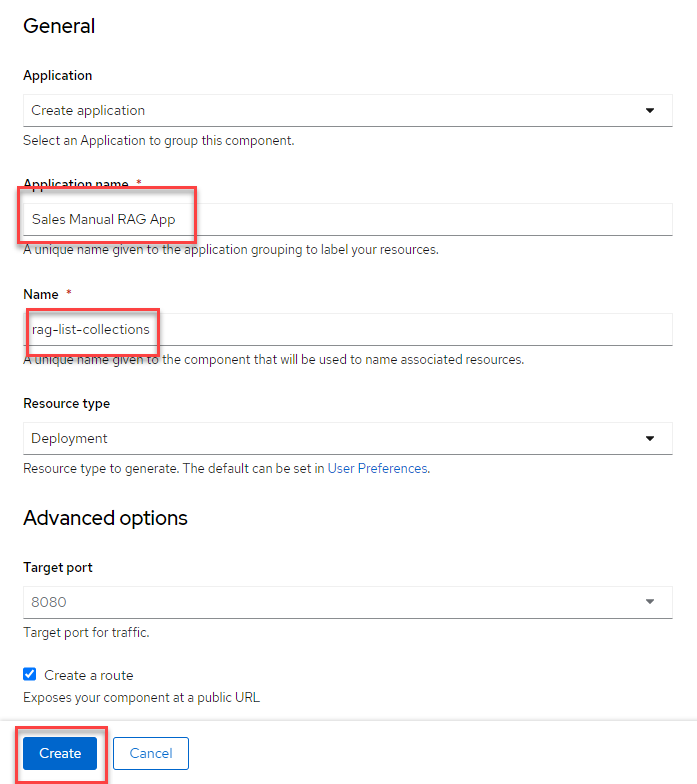 General
Application
Create application
Select an Application to group this component.
Application name *
Sales Manual RAG App
A unique name given to the application grouping to label your resources.
Name *
rag-list-collections
A unique name given to the component that will be used to name associated resources.
Resource type
Deployment
Resource type to generate. The default can be set in User Preferences.
Advanced options
Target port
8080
Target port for traffic.
Create a route
Exposes your component at a public URL
Create Cancel